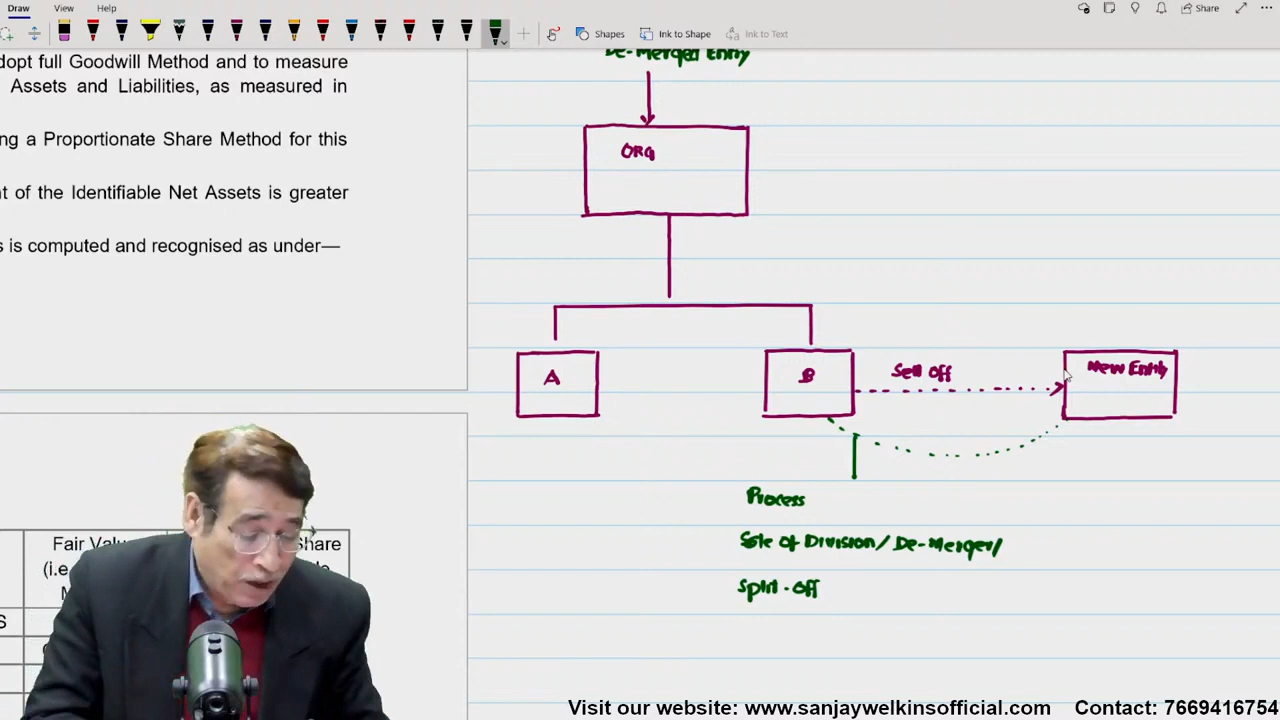 Draw View Help
Share
Shapes Ink to Shape Ink to Text
dopt full Goodwill Method and to measure
Assets and Liabilities, as measured in
ng a Proportionate Share Method for this
t of the Identifiable Net Assets is greater
s is computed and recognised as under—
Fair Valu
Share
(i.e.
S
De-Merged Entity
ORG
A
B
Sell off
New Entity
Process
Sale of Division/ De-Merger/
Split-off
Visit our website: www.sanjaywelkinsofficial.com Contact: 7669416754